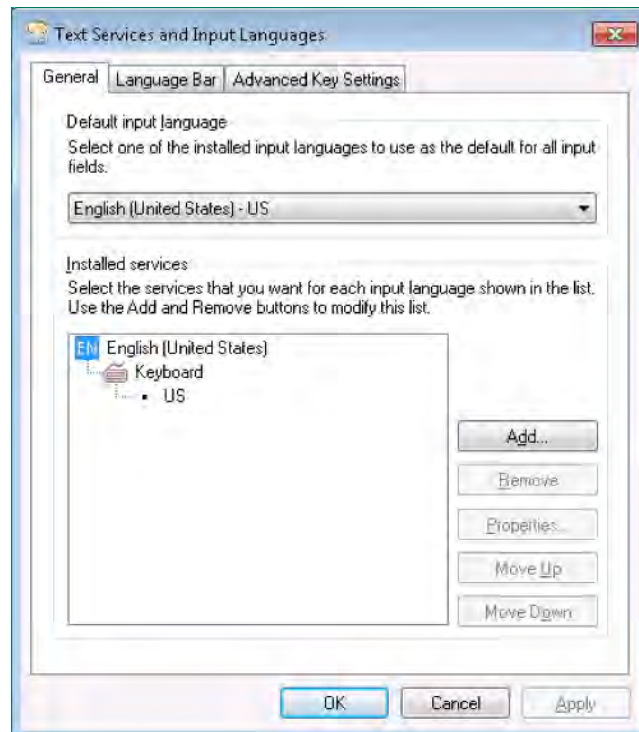 Text Services and Input Languages
General
Language Bar
Advanced Key Settings
Default input language
Select one of the installed input languages to use as the default for all input
fields.
English (United States) - US
Installed services
Select the services that you want for each input language shown in the list.
Use the Add and Remove buttons to modify this list.
EN English (United States)
Keyboard
US
Add...
Remove
Properties...
Move Up
Move Down
OK
Cancel
Apply